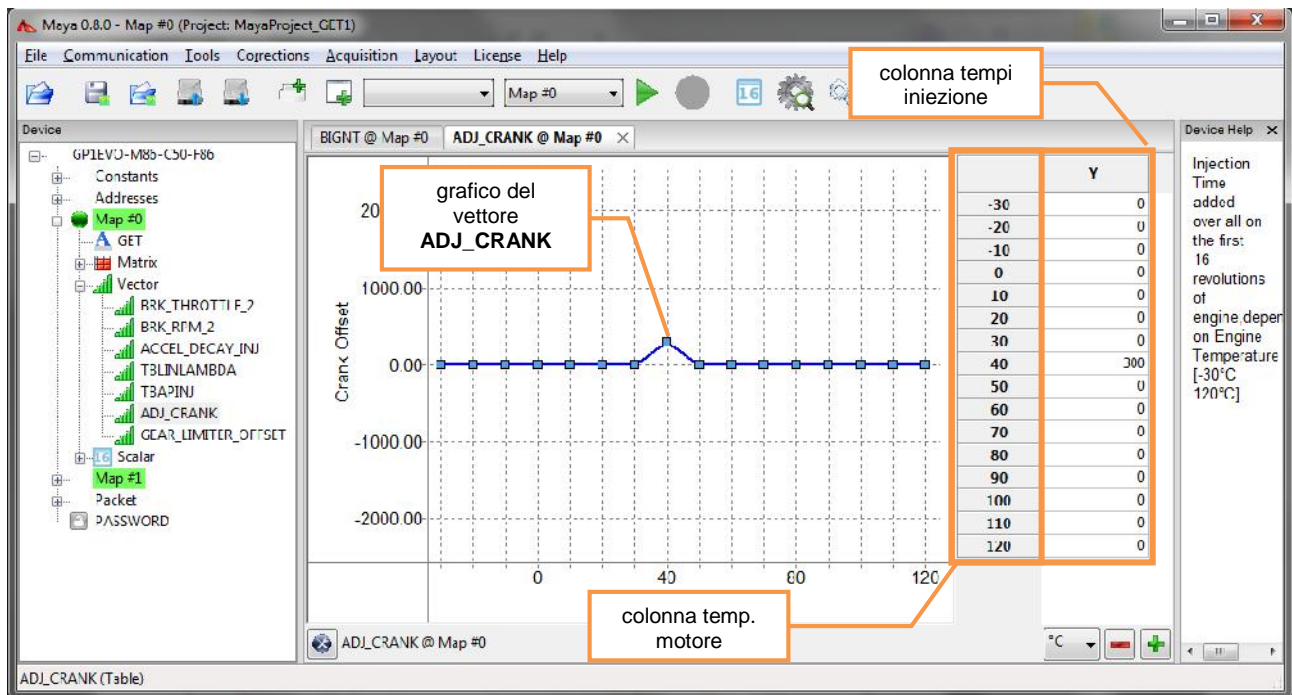 Maya 0.8.0 - Map #0 (Project: MayaProject_GET1)
File Communication Tools Corrections Acquisition Layout License Help
Map #0
16
colonna tempi
iniezione
Device
BIGNT @ Map #0
ADJ_CRANK @ Map #0
Device Help
GP1EVO-M86-C50-F86
Constants
Addresses
Map #0
GET
Matrix
Vector
BRK_THROTTLE_2
BRK_RPM_2
ACCEL_DECAY_INJ
TBLINLAMBDA
TBAPINJ
ADJ_CRANK
GEAR_LIMITER_OFFSET
16 Scalar
Map #1
Packet
PASSWORD
grafico del
vettore
ADJ_CRANK
20
1000.00
0.00
-1000.00
-2000.00
Crank Offset
0 40 80 120
Y
-30 0
-20 0
-10 0
0 0
10 0
20 0
30 0
40 300
50 0
60 0
70 0
80 0
90 0
100 0
110 0
120 0
Injection
Time
added
over all on
the first
16
revolutions
of
engine,depen
on Engine
Temperature
[-30°C
120°C]
colonna temp.
motore
ADJ_CRANK @ Map #0
°C
ADJ_CRANK (Table)